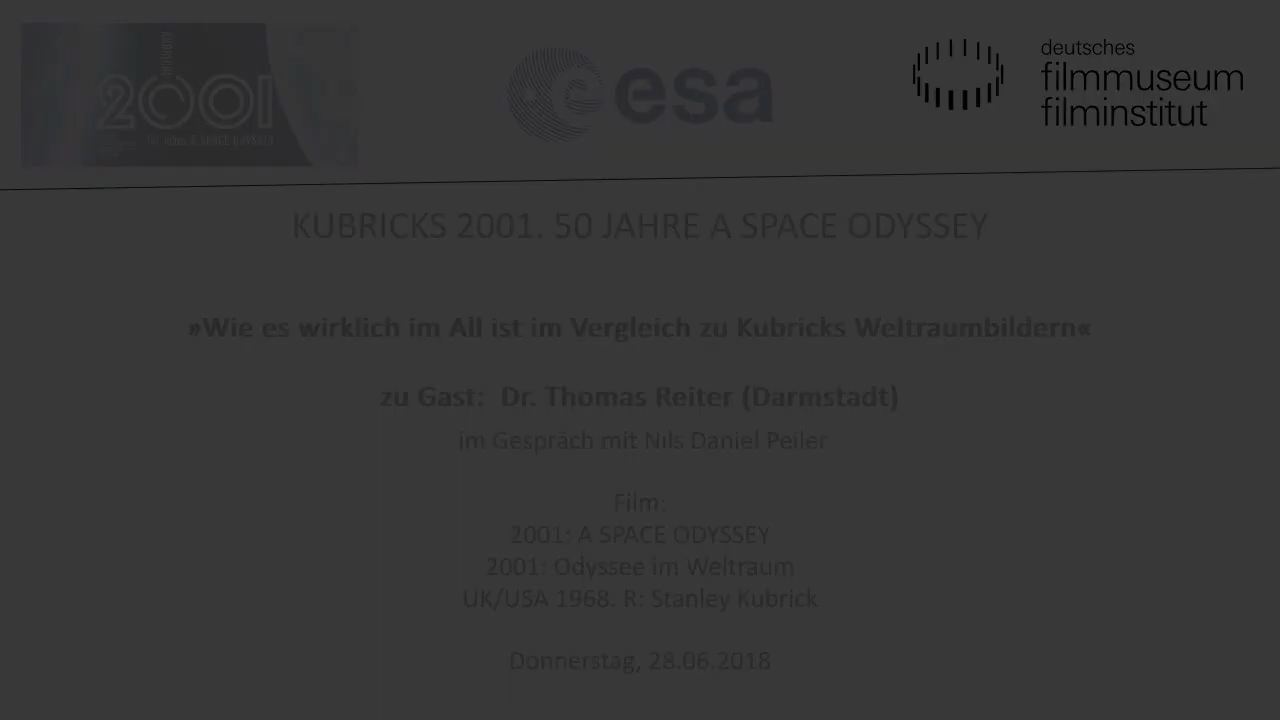 2001
50 Jahre A SPACE ODYSSEY
esa
deutsches
filmmuseum
filminstitut
KUBRICKS 2001. 50 JAHRE A SPACE ODYSSEY
»Wie es wirklich im All ist im Vergleich zu Kubricks Weltraumbildern«
zu Gast: Dr. Thomas Reiter (Darmstadt)
im Gespräch mit Nils Daniel Peiler
Film:
2001: A SPACE ODYSSEY
2001: Odyssee im Weltraum
UK/USA 1968. R: Stanley Kubrick
Donnerstag, 28.06.2018